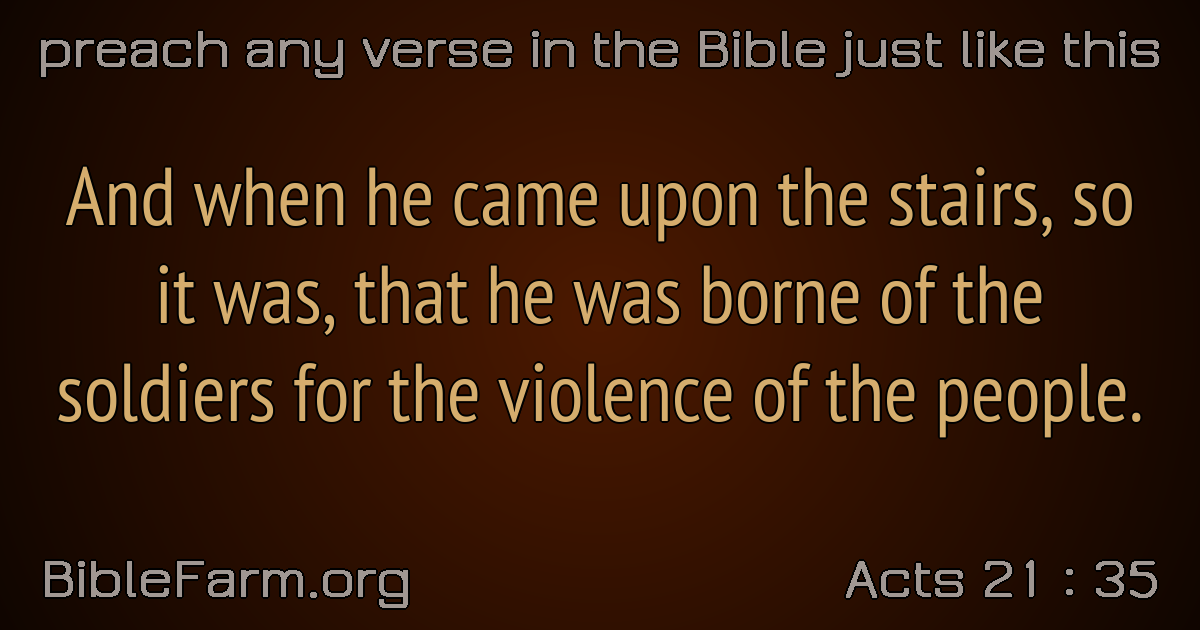 preach any verse in the Bible just like this
And when he came upon the stairs, so
it was, that he was borne of the
soldiers for the violence of the people.
BibleFarm.org
Acts 21 : 35